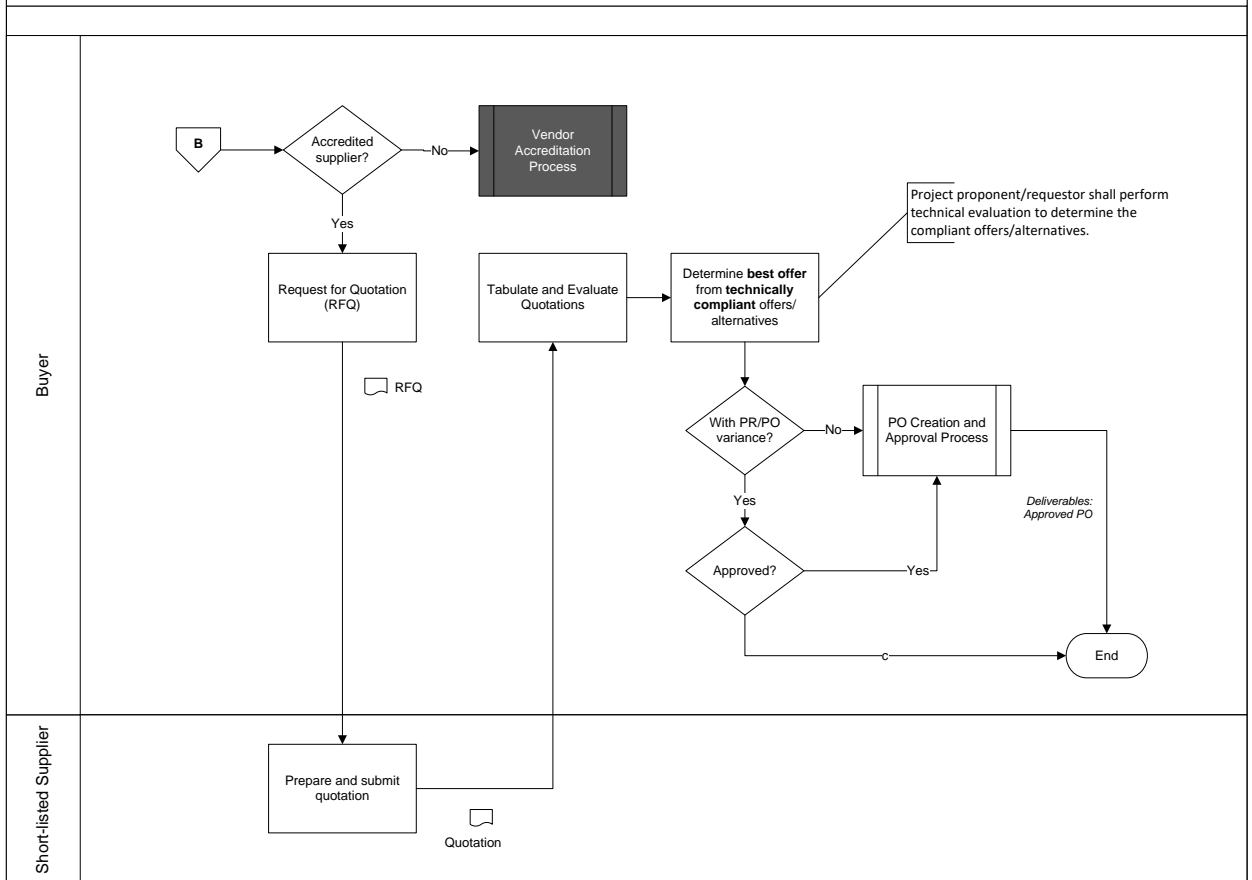 Buyer
B
Accredited
supplier?
No
Vendor
Accreditation
Process
Yes
Project proponent/requestor shall perform
technical evaluation to determine the
compliant offers/alternatives.
Request for Quotation
(RFQ)
Tabulate and Evaluate
Quotations
Determine best offer
from technically
compliant offers/
alternatives
RFQ
With PR/PO
variance?
No
PO Creation and
Approval Process
Yes
Deliverables:
Approved PO
Approved?
Yes
c
End
Short-listed Supplier
Prepare and submit
quotation
Quotation